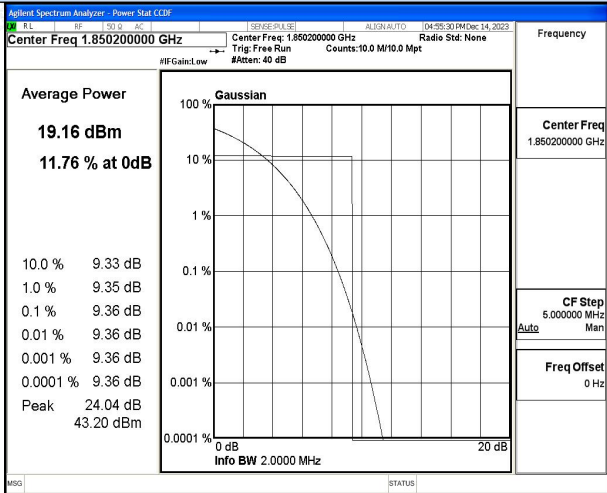 Agilent Spectrum Analyzer - Power Stat CCDF
RL RF 50 Ω AC SENSE:PULSE ALIGN AUTO 04:55:30 PM Dec 14, 2023
Center Freq 1.850200000 GHz
Center Freq: 1.850200000 GHz Radio Std: None
Trig: Free Run Counts:10.0 M/10.0 Mpt
#IFGain:Low #Atten: 40 dB
Frequency
Average Power
19.16 dBm
11.76 % at 0dB
10.0 % 9.33 dB
1.0 % 9.35 dB
0.1 % 9.36 dB
0.01 % 9.36 dB
0.001 % 9.36 dB
0.0001 % 9.36 dB
Peak 24.04 dB
43.20 dBm
Gaussian
100 %
10 %
1 %
0.1 %
0.01 %
0.001 %
0.0001 %
0 dB 20 dB
Info BW 2.0000 MHz
Center Freq
1.850200000 GHz
CF Step
5.000000 MHz
Auto Man
Freq Offset
0 Hz
MSG STATUS